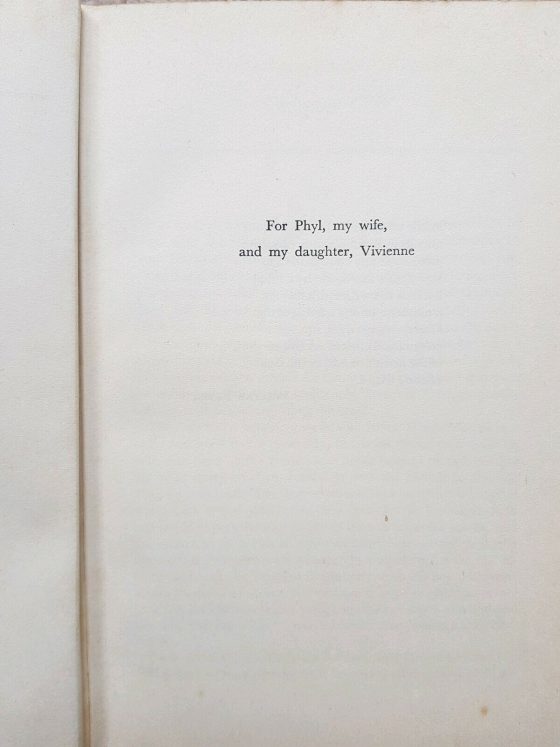 For Phyl, my wife,
and my daughter, Vivienne